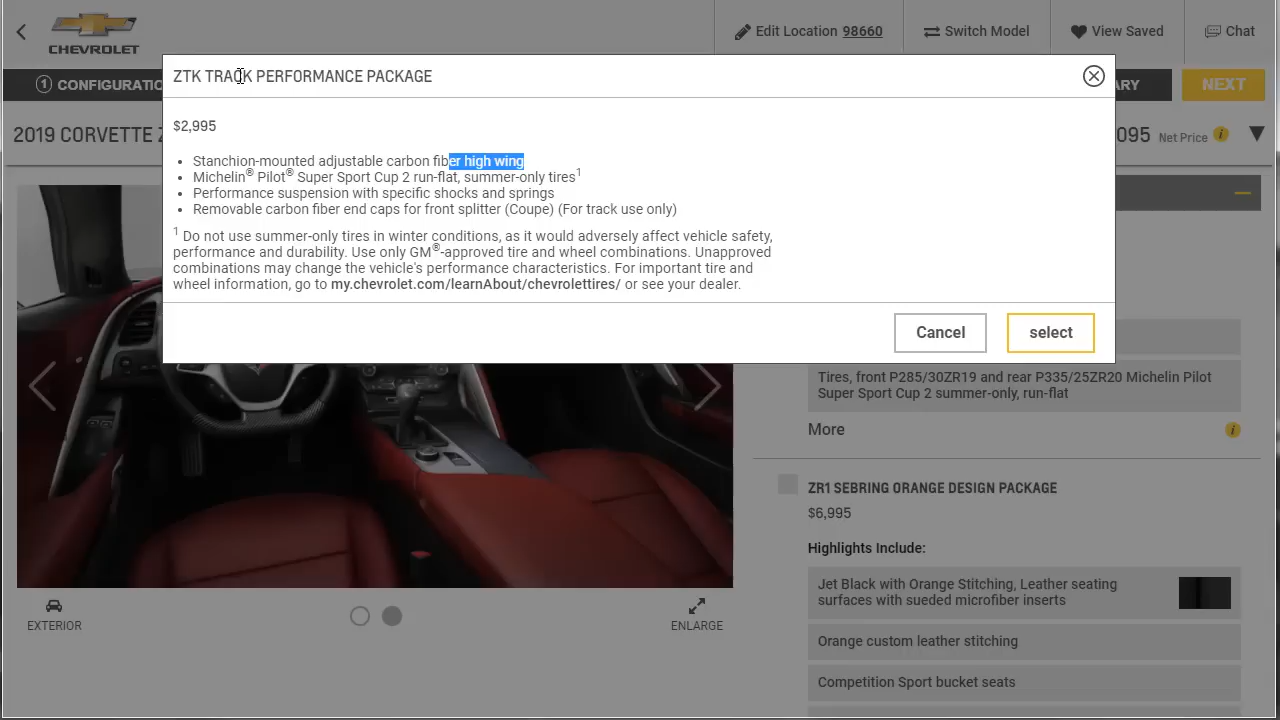 CHEVROLET
Edit Location 98660
Switch Model
View Saved
Chat
1 CONFIGURATIO
ARY
NEXT
2019 CORVETTE Z
095 Net Price
ZTK TRACK PERFORMANCE PACKAGE
$2,995
• Stanchion-mounted adjustable carbon fiber high wing
• Michelin® Pilot® Super Sport Cup 2 run-flat, summer-only tires1
• Performance suspension with specific shocks and springs
• Removable carbon fiber end caps for front splitter (Coupe) (For track use only)
1 Do not use summer-only tires in winter conditions, as it would adversely affect vehicle safety,
performance and durability. Use only GM®-approved tire and wheel combinations. Unapproved
combinations may change the vehicle's performance characteristics. For important tire and
wheel information, go to my.chevrolet.com/learnAbout/chevrolettires/ or see your dealer.
Cancel
select
Tires, front P285/30ZR19 and rear P335/25ZR20 Michelin Pilot
Super Sport Cup 2 summer-only, run-flat
More
ZR1 SEBRING ORANGE DESIGN PACKAGE
$6,995
Highlights Include:
Jet Black with Orange Stitching, Leather seating
surfaces with sueded microfiber inserts
Orange custom leather stitching
Competition Sport bucket seats
EXTERIOR
ENLARGE